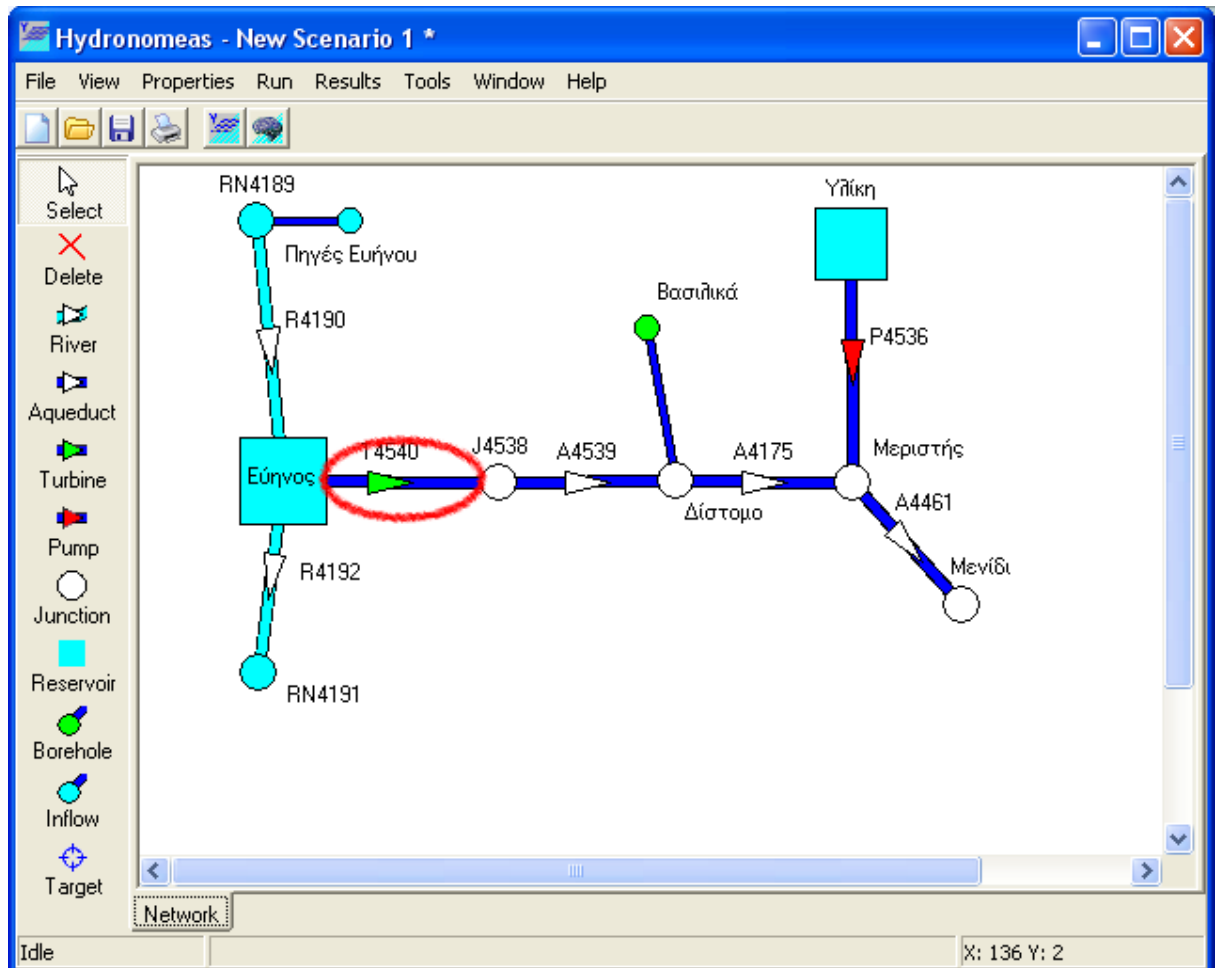 Hydronomeas - New Scenario 1 *
File View Properties Run Results Tools Window Help
Select
Delete
River
Aqueduct
Turbine
Pump
Junction
Reservoir
Borehole
Inflow
Target
RN4189
Πηγές Ευήνου
R4190
Εύηνος
T4540
J4538
A4539
Βασιλικά
A4175
Δίστομο
Υλίκη
P4536
Μεριστής
A4461
Μενίδι
R4192
RN4191
Network
Idle
X: 136 Y: 2